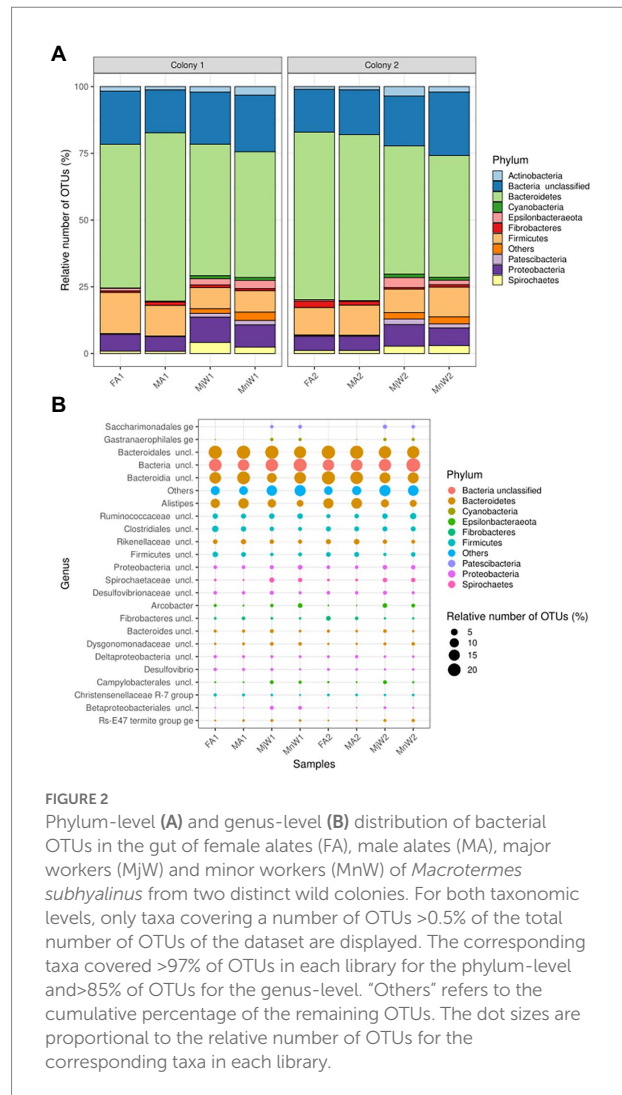 A
Colony 1
Colony 2
Relative number of OTUs (%)
100
75
50
25
0
FA1
MA1
MjW1
MnW1
FA2
MA2
MjW2
MnW2
Phylum
Actinobacteria
Bacteria unclassified
Bacteroidetes
Cyanobacteria
Epsilonbacteraeota
Fibrobacteres
Firmicutes
Others
Patescibacteria
Proteobacteria
Spirochaetes
B
Genus
Saccharimonadales ge
Gastranaerophilales ge
Bacteroidales uncl.
Bacteria uncl.
Bacteroidia uncl.
Others
Alistipes
Ruminococcaceae uncl.
Clostridiales uncl.
Rikenellaceae uncl.
Firmicutes uncl.
Proteobacteria uncl.
Spirochaetaceae uncl.
Desulfovibrionaceae uncl.
Arcobacter
Fibrobacteres uncl.
Bacteroides uncl.
Dysgonomonadaceae uncl.
Deltaproteobacteria uncl.
Desulfovibrio
Campylobacterales uncl.
Christensenellaceae R-7 group
Betaproteobacteriales uncl.
Rs-E47 termite group ge
FA1
MA1
MjW1
MnW1
FA2
MA2
MjW2
MnW2
Samples
Phylum
Bacteria unclassified
Bacteroidetes
Cyanobacteria
Epsilonbacteraeota
Fibrobacteres
Firmicutes
Others
Patescibacteria
Proteobacteria
Spirochaetes
Relative number of OTUs (%)
5
10
15
20
FIGURE 2
Phylum-level (A) and genus-level (B) distribution of bacterial
OTUs in the gut of female alates (FA), male alates (MA), major
workers (MjW) and minor workers (MnW) of Macrotermes
subhyalinus from two distinct wild colonies. For both taxonomic
levels, only taxa covering a number of OTUs >0.5% of the total
number of OTUs of the dataset are displayed. The corresponding
taxa covered >97% of OTUs in each library for the phylum-level
and>85% of OTUs for the genus-level. “Others” refers to the
cumulative percentage of the remaining OTUs. The dot sizes are
proportional to the relative number of OTUs for the
corresponding taxa in each library.